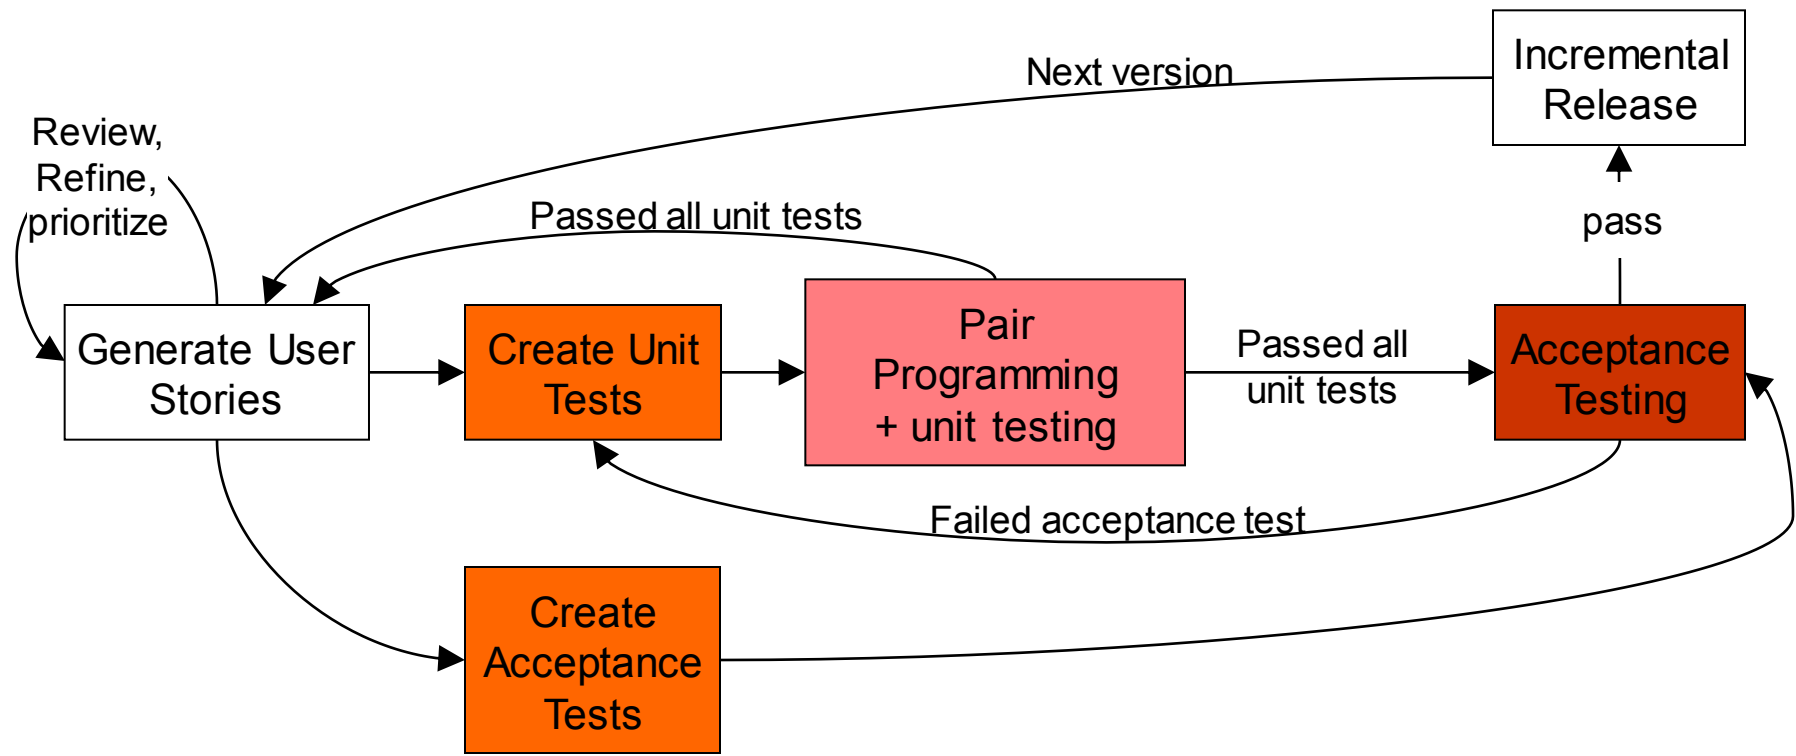 Incremental
Release
Next version
Review,
Refine,
prioritize
Passed all unit tests
pass
Generate User
Stories
Create Unit
Tests
Pair
Programming
+ unit testing
Passed all
unit tests
Acceptance
Testing
Failed acceptance test
Create
Acceptance
Tests